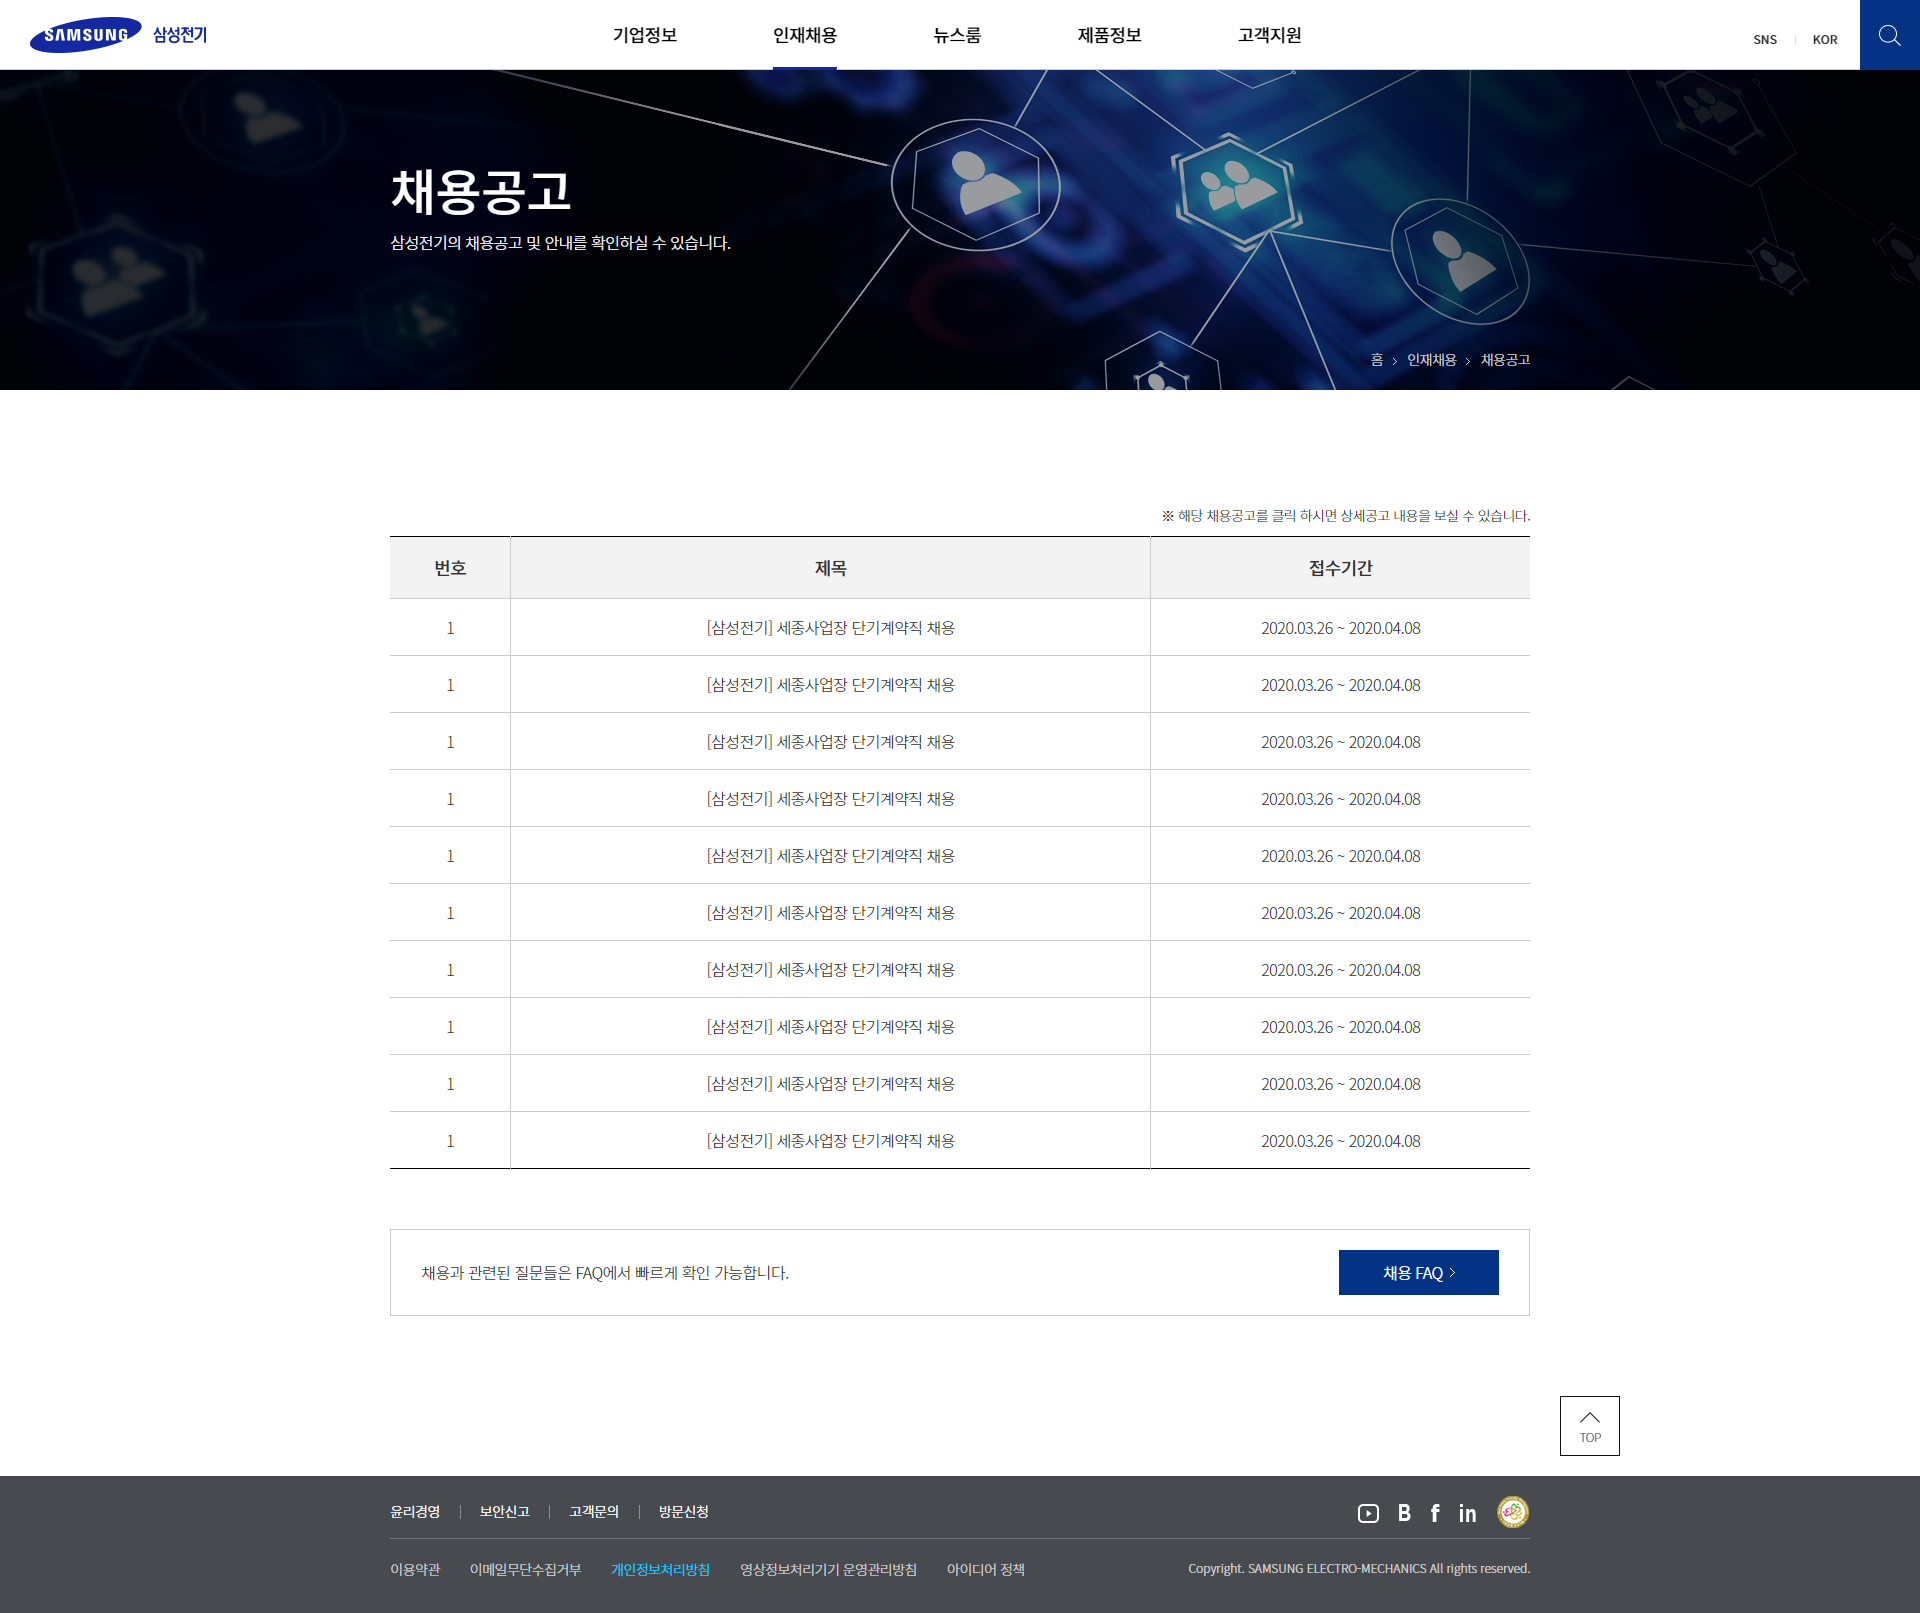 SAMSUNG 삼성전기
기업정보 인재채용 뉴스룸 제품정보 고객지원
SNS KOR
채용공고
삼성전기의 채용공고 및 안내를 확인하실 수 있습니다.
홈 > 인재채용 > 채용공고
※ 해당 채용공고를 클릭 하시면 상세공고 내용을 보실 수 있습니다.
번호 제목 접수기간
1 [삼성전기] 세종사업장 단기계약직 채용 2020.03.26 ~ 2020.04.08
1 [삼성전기] 세종사업장 단기계약직 채용 2020.03.26 ~ 2020.04.08
1 [삼성전기] 세종사업장 단기계약직 채용 2020.03.26 ~ 2020.04.08
1 [삼성전기] 세종사업장 단기계약직 채용 2020.03.26 ~ 2020.04.08
1 [삼성전기] 세종사업장 단기계약직 채용 2020.03.26 ~ 2020.04.08
1 [삼성전기] 세종사업장 단기계약직 채용 2020.03.26 ~ 2020.04.08
1 [삼성전기] 세종사업장 단기계약직 채용 2020.03.26 ~ 2020.04.08
1 [삼성전기] 세종사업장 단기계약직 채용 2020.03.26 ~ 2020.04.08
1 [삼성전기] 세종사업장 단기계약직 채용 2020.03.26 ~ 2020.04.08
1 [삼성전기] 세종사업장 단기계약직 채용 2020.03.26 ~ 2020.04.08
채용과 관련된 질문들은 FAQ에서 빠르게 확인 가능합니다.
채용 FAQ >
TOP
윤리경영 보안신고 고객문의 방문신청
B f in
이용약관 이메일무단수집거부 개인정보처리방침 영상정보처리기기 운영관리방침 아이디어 정책
Copyright. SAMSUNG ELECTRO-MECHANICS All rights reserved.